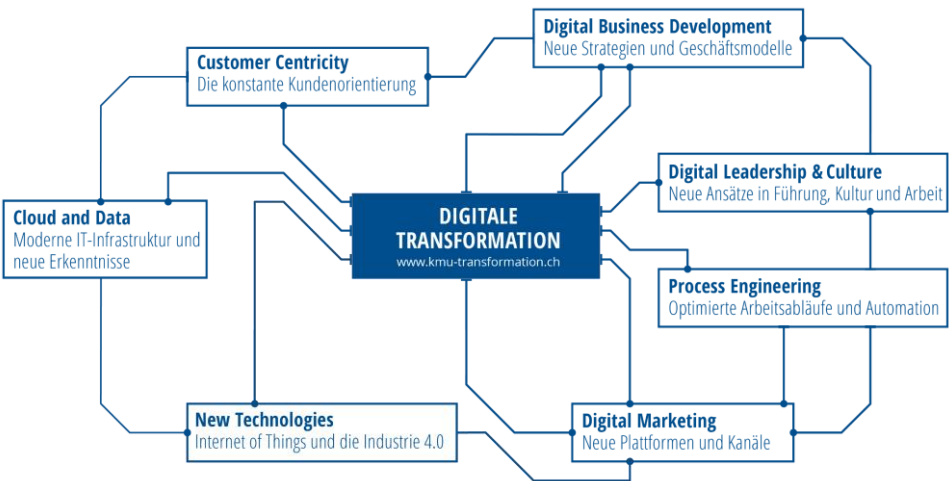 Digital Business Development
Neue Strategien und Geschäftsmodelle
Customer Centricity
Die konstante Kundenorientierung
Digital Leadership & Culture
Neue Ansätze in Führung, Kultur und Arbeit
Cloud and Data
Moderne IT-Infrastruktur und
neue Erkenntnisse
DIGITALE
TRANSFORMATION
www.kmu-transformation.ch
Process Engineering
Optimierte Arbeitsabläufe und Automation
New Technologies
Internet of Things und die Industrie 4.0
Digital Marketing
Neue Plattformen und Kanäle